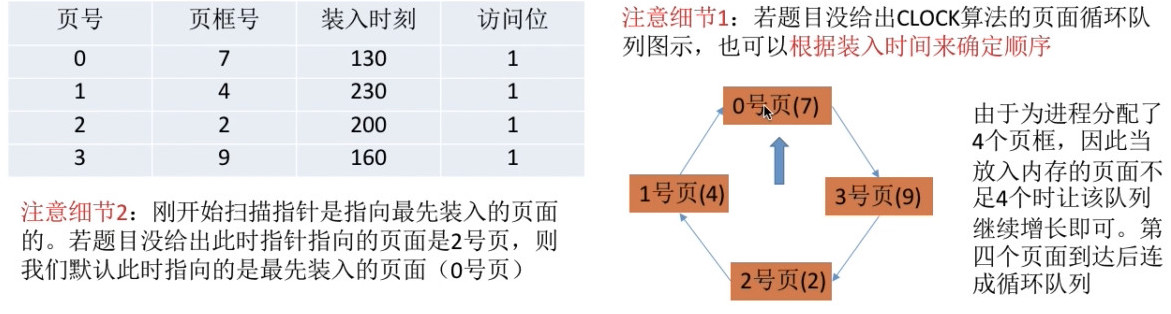 页号 页框号 装入时刻 访问位
0 7 130 1
1 4 230 1
2 2 200 1
3 9 160 1
注意细节2：刚开始扫描指针是指向最先装入的页面
的。若题目没给出此时指针指向的页面是2号页，则
我们默认此时指向的是最先装入的页面（0号页）
注意细节1：若题目没给出CLOCK算法的页面循环队
列图示，也可以根据装入时间来确定顺序
0号页(7)
1号页(4)
3号页(9)
2号页(2)
由于为进程分配了
4个页框，因此当
放入内存的页面不
足4个时让该队列
继续增长即可。第
四个页面到达后连
成循环队列